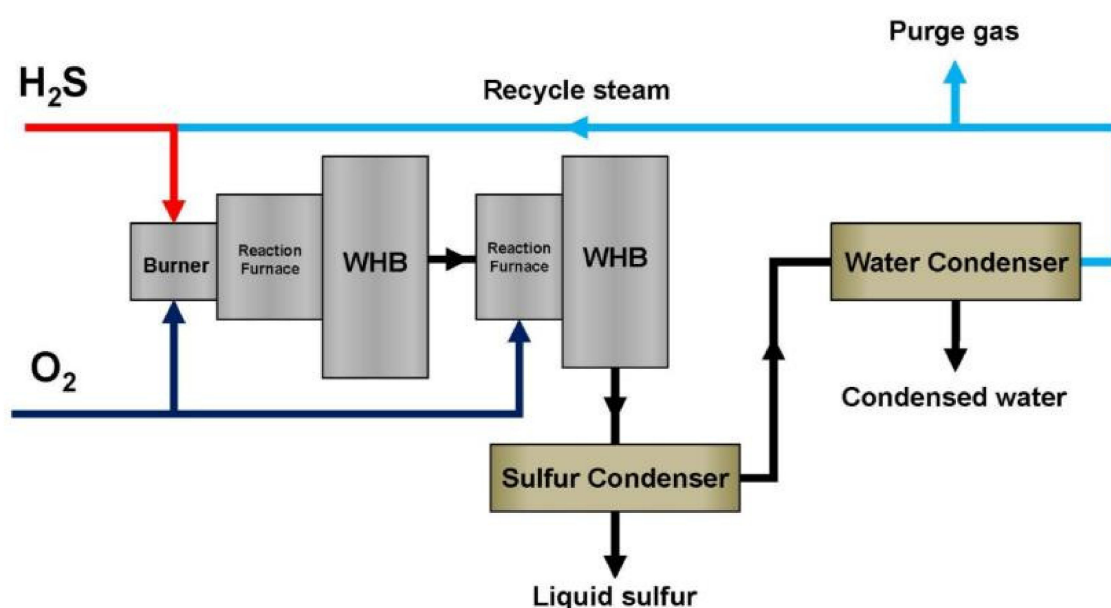 Purge gas
H₂S
Recycle steam
Burner
Reaction
Furnace
WHB
Reaction
Furnace
WHB
Water Condenser
O₂
Condensed water
Sulfur Condenser
Liquid sulfur